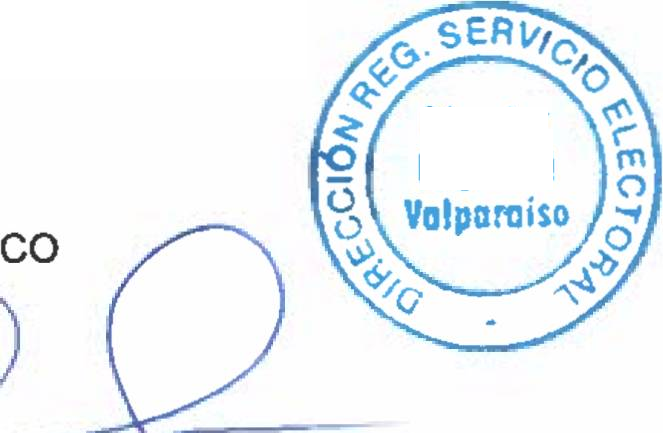 DIRECCIÓN REG. SERVICIO ELECTORAL
Valparaíso
CO